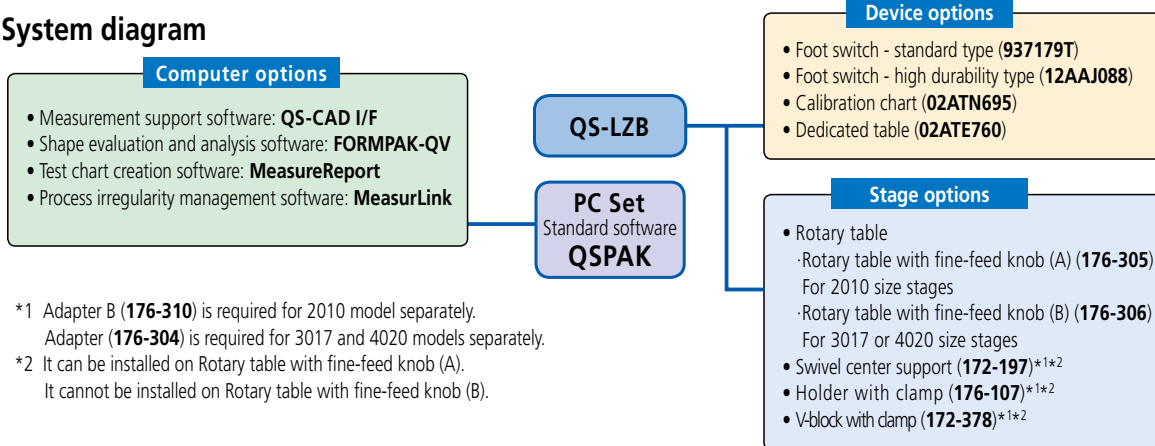 System diagram
Computer options
• Measurement support software: QS-CAD I/F
• Shape evaluation and analysis software: FORMPAK-QV
• Test chart creation software: MeasureReport
• Process irregularity management software: MeasurLink
QS-LZB
PC Set
Standard software
QSPAK
Device options
• Foot switch - standard type (937179T)
• Foot switch - high durability type (12AAJ088)
• Calibration chart (02ATN695)
• Dedicated table (02ATE760)
Stage options
• Rotary table
·Rotary table with fine-feed knob (A) (176-305)
For 2010 size stages
·Rotary table with fine-feed knob (B) (176-306)
For 3017 or 4020 size stages
• Swivel center support (172-197)*1*2
• Holder with clamp (176-107)*1*2
• V-block with clamp (172-378)*1*2
*1 Adapter B (176-310) is required for 2010 model separately.
Adapter (176-304) is required for 3017 and 4020 models separately.
*2 It can be installed on Rotary table with fine-feed knob (A).
It cannot be installed on Rotary table with fine-feed knob (B).